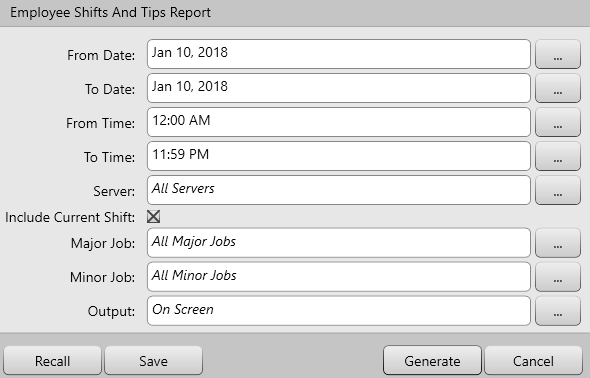 Employee Shifts And Tips Report
From Date: Jan 10, 2018 ...
To Date: Jan 10, 2018 ...
From Time: 12:00 AM ...
To Time: 11:59 PM ...
Server: All Servers ...
Include Current Shift:
Major Job: All Major Jobs ...
Minor Job: All Minor Jobs ...
Output: On Screen ...
Recall Save Generate Cancel